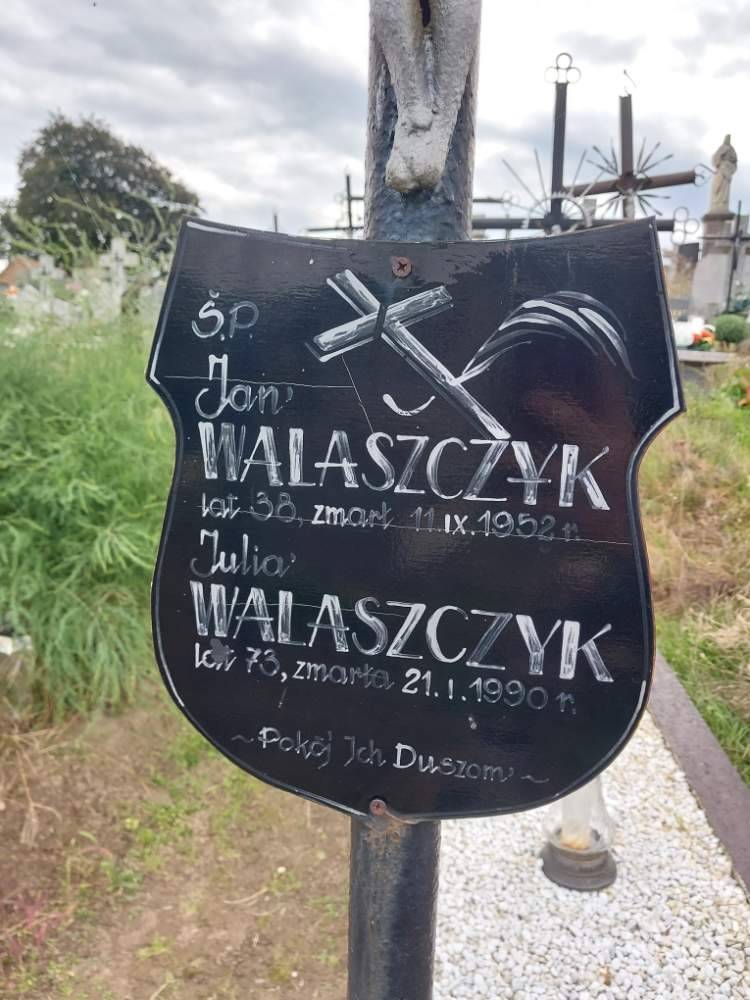 Ś.P.
Jan
WALASZCZYK
lat 38, zmarł 11.IX.1952 r.
Julia
WALASZCZYK
lat 73, zmarła 21.I.1990 r.
~Pokój Ich Duszom~